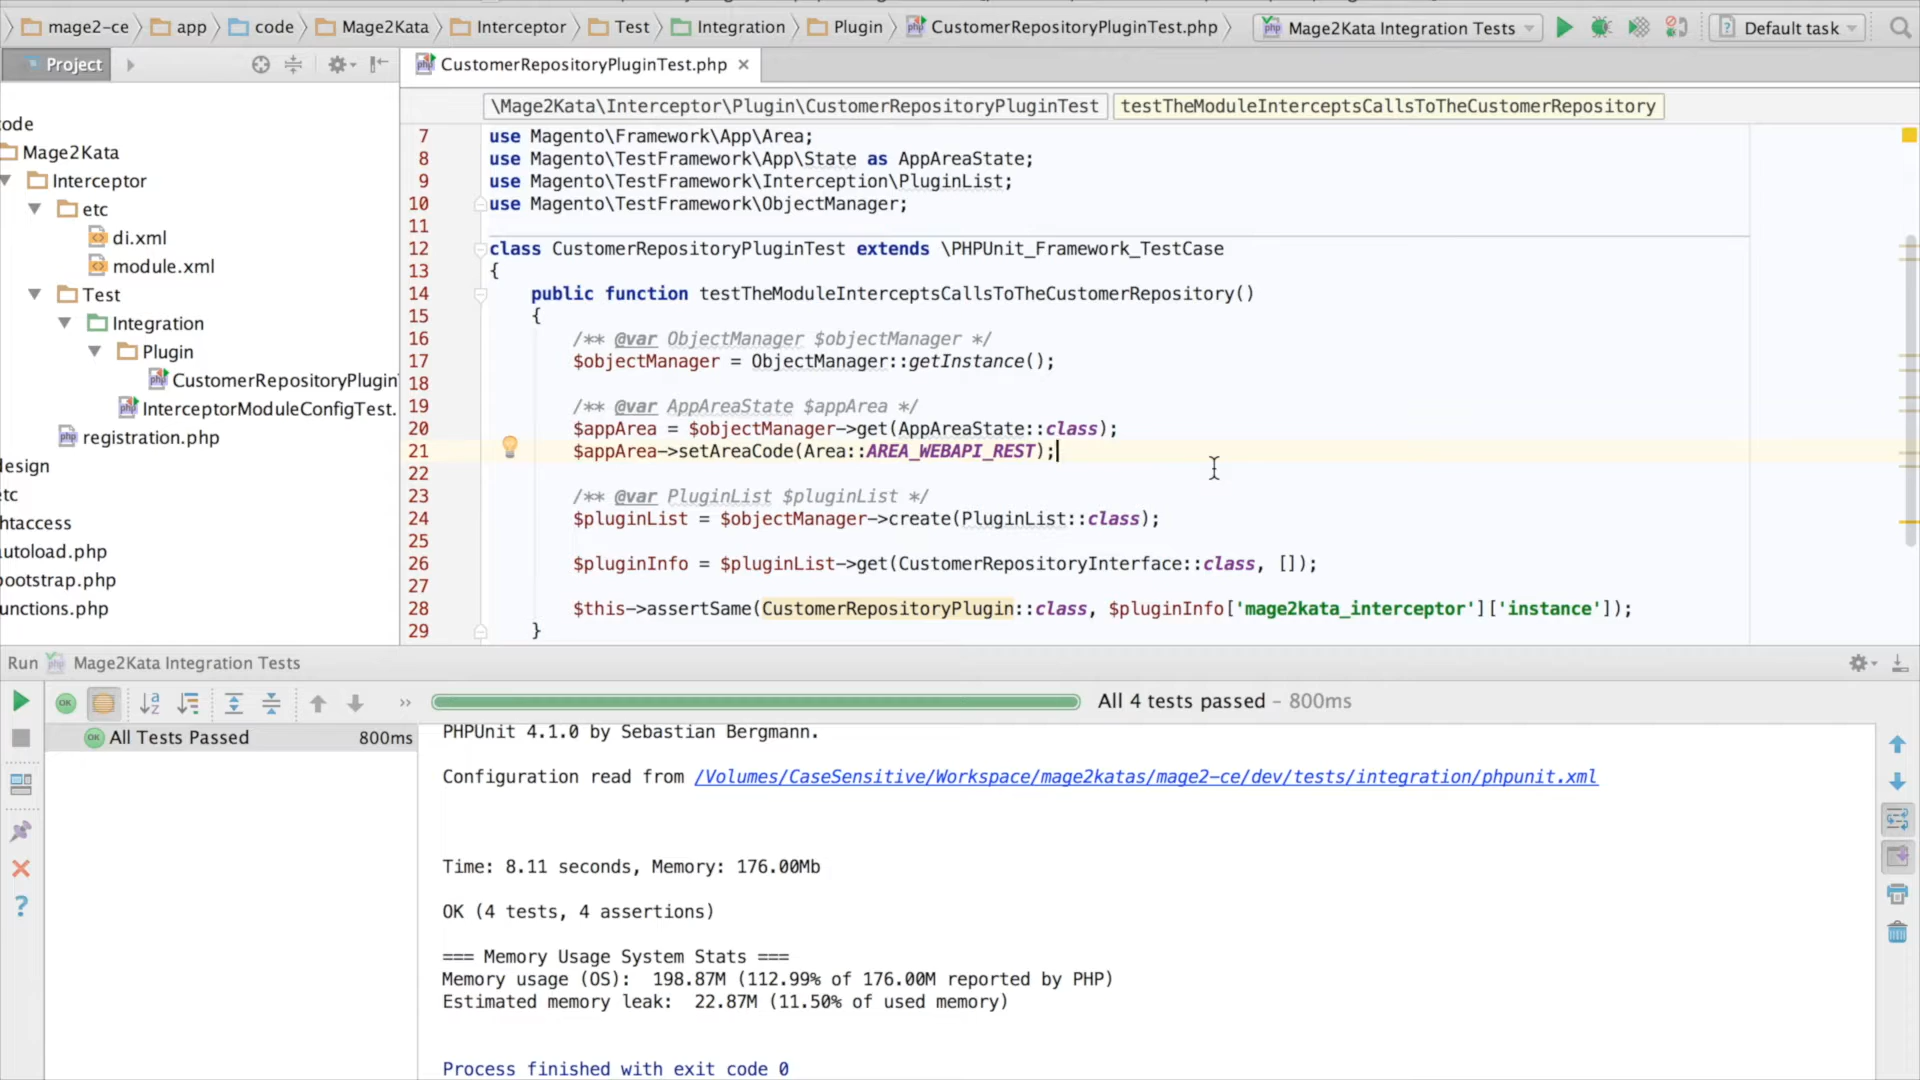 mage2-ce app code Mage2Kata Interceptor Test Integration Plugin CustomerRepositoryPluginTest.php Mage2Kata Integration Tests Default task
Project
CustomerRepositoryPluginTest.php
\Mage2Kata\Interceptor\Plugin\CustomerRepositoryPluginTest testTheModuleInterceptsCallsToTheCustomerRepository
ode
Mage2Kata
Interceptor
etc
di.xml
module.xml
Test
Integration
Plugin
CustomerRepositoryPlugin
InterceptorModuleConfigTest.
registration.php
design
tc
htaccess
utoload.php
ootstrap.php
unctions.php
7 use Magento\Framework\App\Area;
8 use Magento\TestFramework\App\State as AppAreaState;
9 use Magento\TestFramework\Interception\PluginList;
10 use Magento\TestFramework\ObjectManager;
11
12 class CustomerRepositoryPluginTest extends \PHPUnit_Framework_TestCase
13 {
14 public function testTheModuleInterceptsCallsToTheCustomerRepository()
15 {
16 /** @var ObjectManager $objectManager */
17 $objectManager = ObjectManager::getInstance();
18
19 /** @var AppAreaState $appArea */
20 $appArea = $objectManager->get(AppAreaState::class);
21 $appArea->setAreaCode(Area::AREA_WEBAPI_REST);
22
23 /** @var PluginList $pluginList */
24 $pluginList = $objectManager->create(PluginList::class);
25
26 $pluginInfo = $pluginList->get(CustomerRepositoryInterface::class, []);
27
28 $this->assertSame(CustomerRepositoryPlugin::class, $pluginInfo['mage2kata_interceptor']['instance']);
29 }
Run Mage2Kata Integration Tests
All 4 tests passed – 800ms
All Tests Passed 800ms
PHPUnit 4.1.0 by Sebastian Bergmann.
Configuration read from /Volumes/CaseSensitive/Workspace/mage2katas/mage2-ce/dev/tests/integration/phpunit.xml
Time: 8.11 seconds, Memory: 176.00Mb
OK (4 tests, 4 assertions)
=== Memory Usage System Stats ===
Memory usage (OS): 198.87M (112.99% of 176.00M reported by PHP)
Estimated memory leak: 22.87M (11.50% of used memory)
Process finished with exit code 0